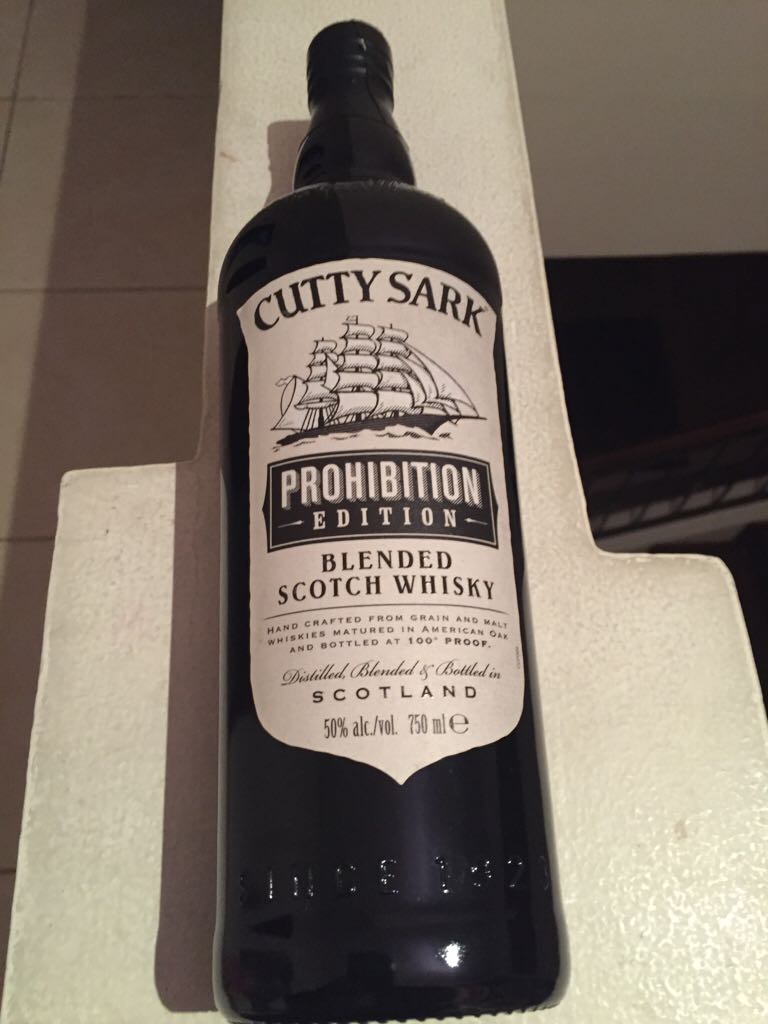 CUTTY SARK
PROHIBITION
EDITION
BLENDED
SCOTCH WHISKY
HAND CRAFTED FROM GRAIN AND MALT
WHISKIES MATURED IN AMERICAN OAK
AND BOTTLED AT 100° PROOF.
Distilled, Blended & Bottled in
SCOTLAND
50% alc./vol. 750 ml ℮
SINCE 1923